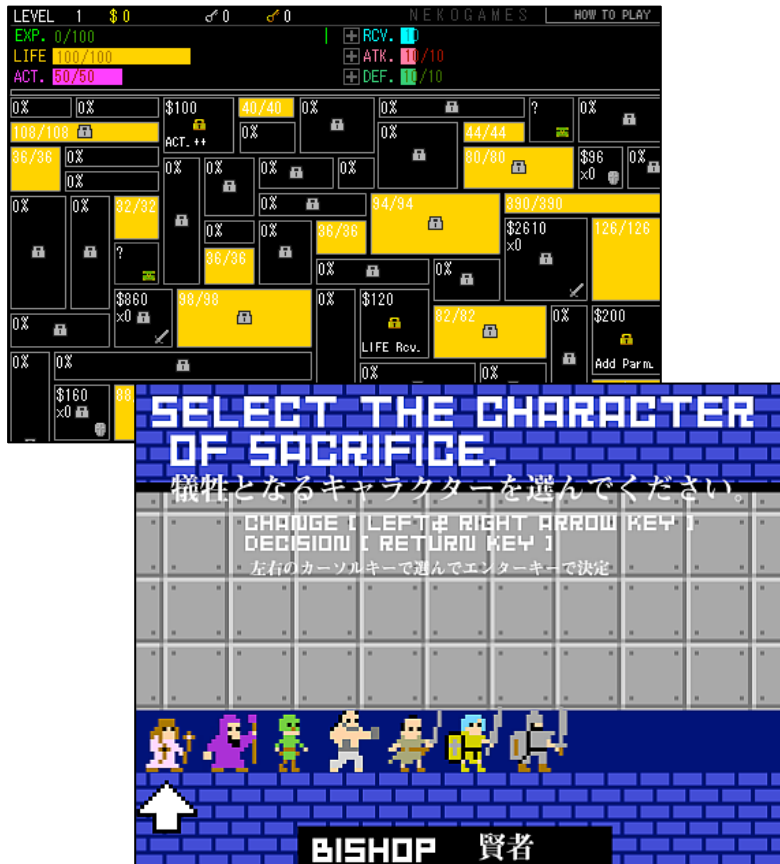 LEVEL 1 $ 0 0 0 NEKOGAMES HOW TO PLAY
EXP. 0/100 RCV. 10
LIFE 100/100 ATK. 10/10
ACT. 50/50 DEF. 10/10
0% 0% $100 40/40 0% 0% ? 0%
108/108 ACT. ++ 0% 0% 44/44
36/36 0% 0% 0% 0% 0% 80/80 $96 0%
0% x0
0% 0% 32/32 0% 94/94 390/390
0% 0% 36/36 $2610 126/126
? 36/36 x0
0% 0%
$860 98/98 0% $120 82/82 0% $200
0% x0
LIFE Rcv. Add Parm.
0% 0% 0% 0%
$160 88
x0
SELECT THE CHARACTER
OF SACRIFICE.
犠牲となるキャラクターを選んでください。
CHANGE [ LEFT & RIGHT ARROW KEY ]
DECISION [ RETURN KEY ]
左右のカーソルキーで選んでエンターキーで決定
BISHOP 賢者